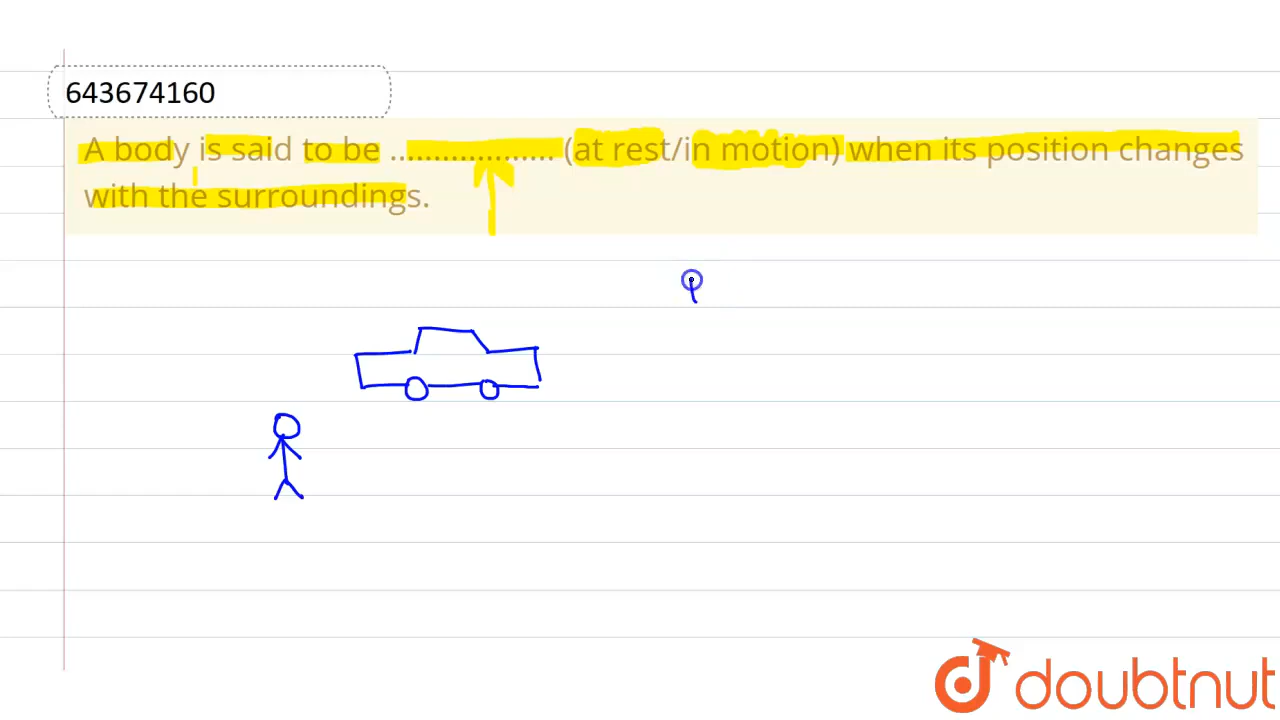 643674160
A body is said to be ................... (at rest/in motion) when its position changes
with the surroundings.
doubtnut